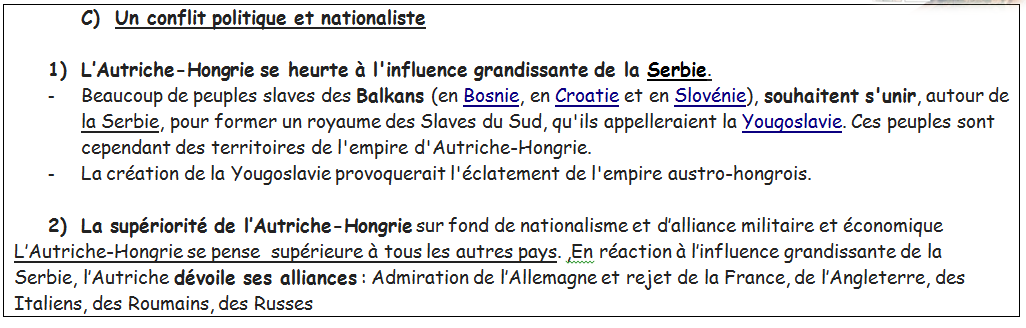 C) Un conflit politique et nationaliste
1) L'Autriche-Hongrie se heurte à l'influence grandissante de la Serbie.
- Beaucoup de peuples slaves des Balkans (en Bosnie, en Croatie et en Slovénie), souhaitent s'unir, autour de
la Serbie, pour former un royaume des Slaves du Sud, qu'ils appelleraient la Yougoslavie. Ces peuples sont
cependant des territoires de l'empire d'Autriche-Hongrie.
- La création de la Yougoslavie provoquerait l'éclatement de l'empire austro-hongrois.
2) La supériorité de l'Autriche-Hongrie sur fond de nationalisme et d'alliance militaire et économique
L'Autriche-Hongrie se pense supérieure à tous les autres pays. ,En réaction à l'influence grandissante de la
Serbie, l'Autriche dévoile ses alliances : Admiration de l'Allemagne et rejet de la France, de l'Angleterre, des
Italiens, des Roumains, des Russes